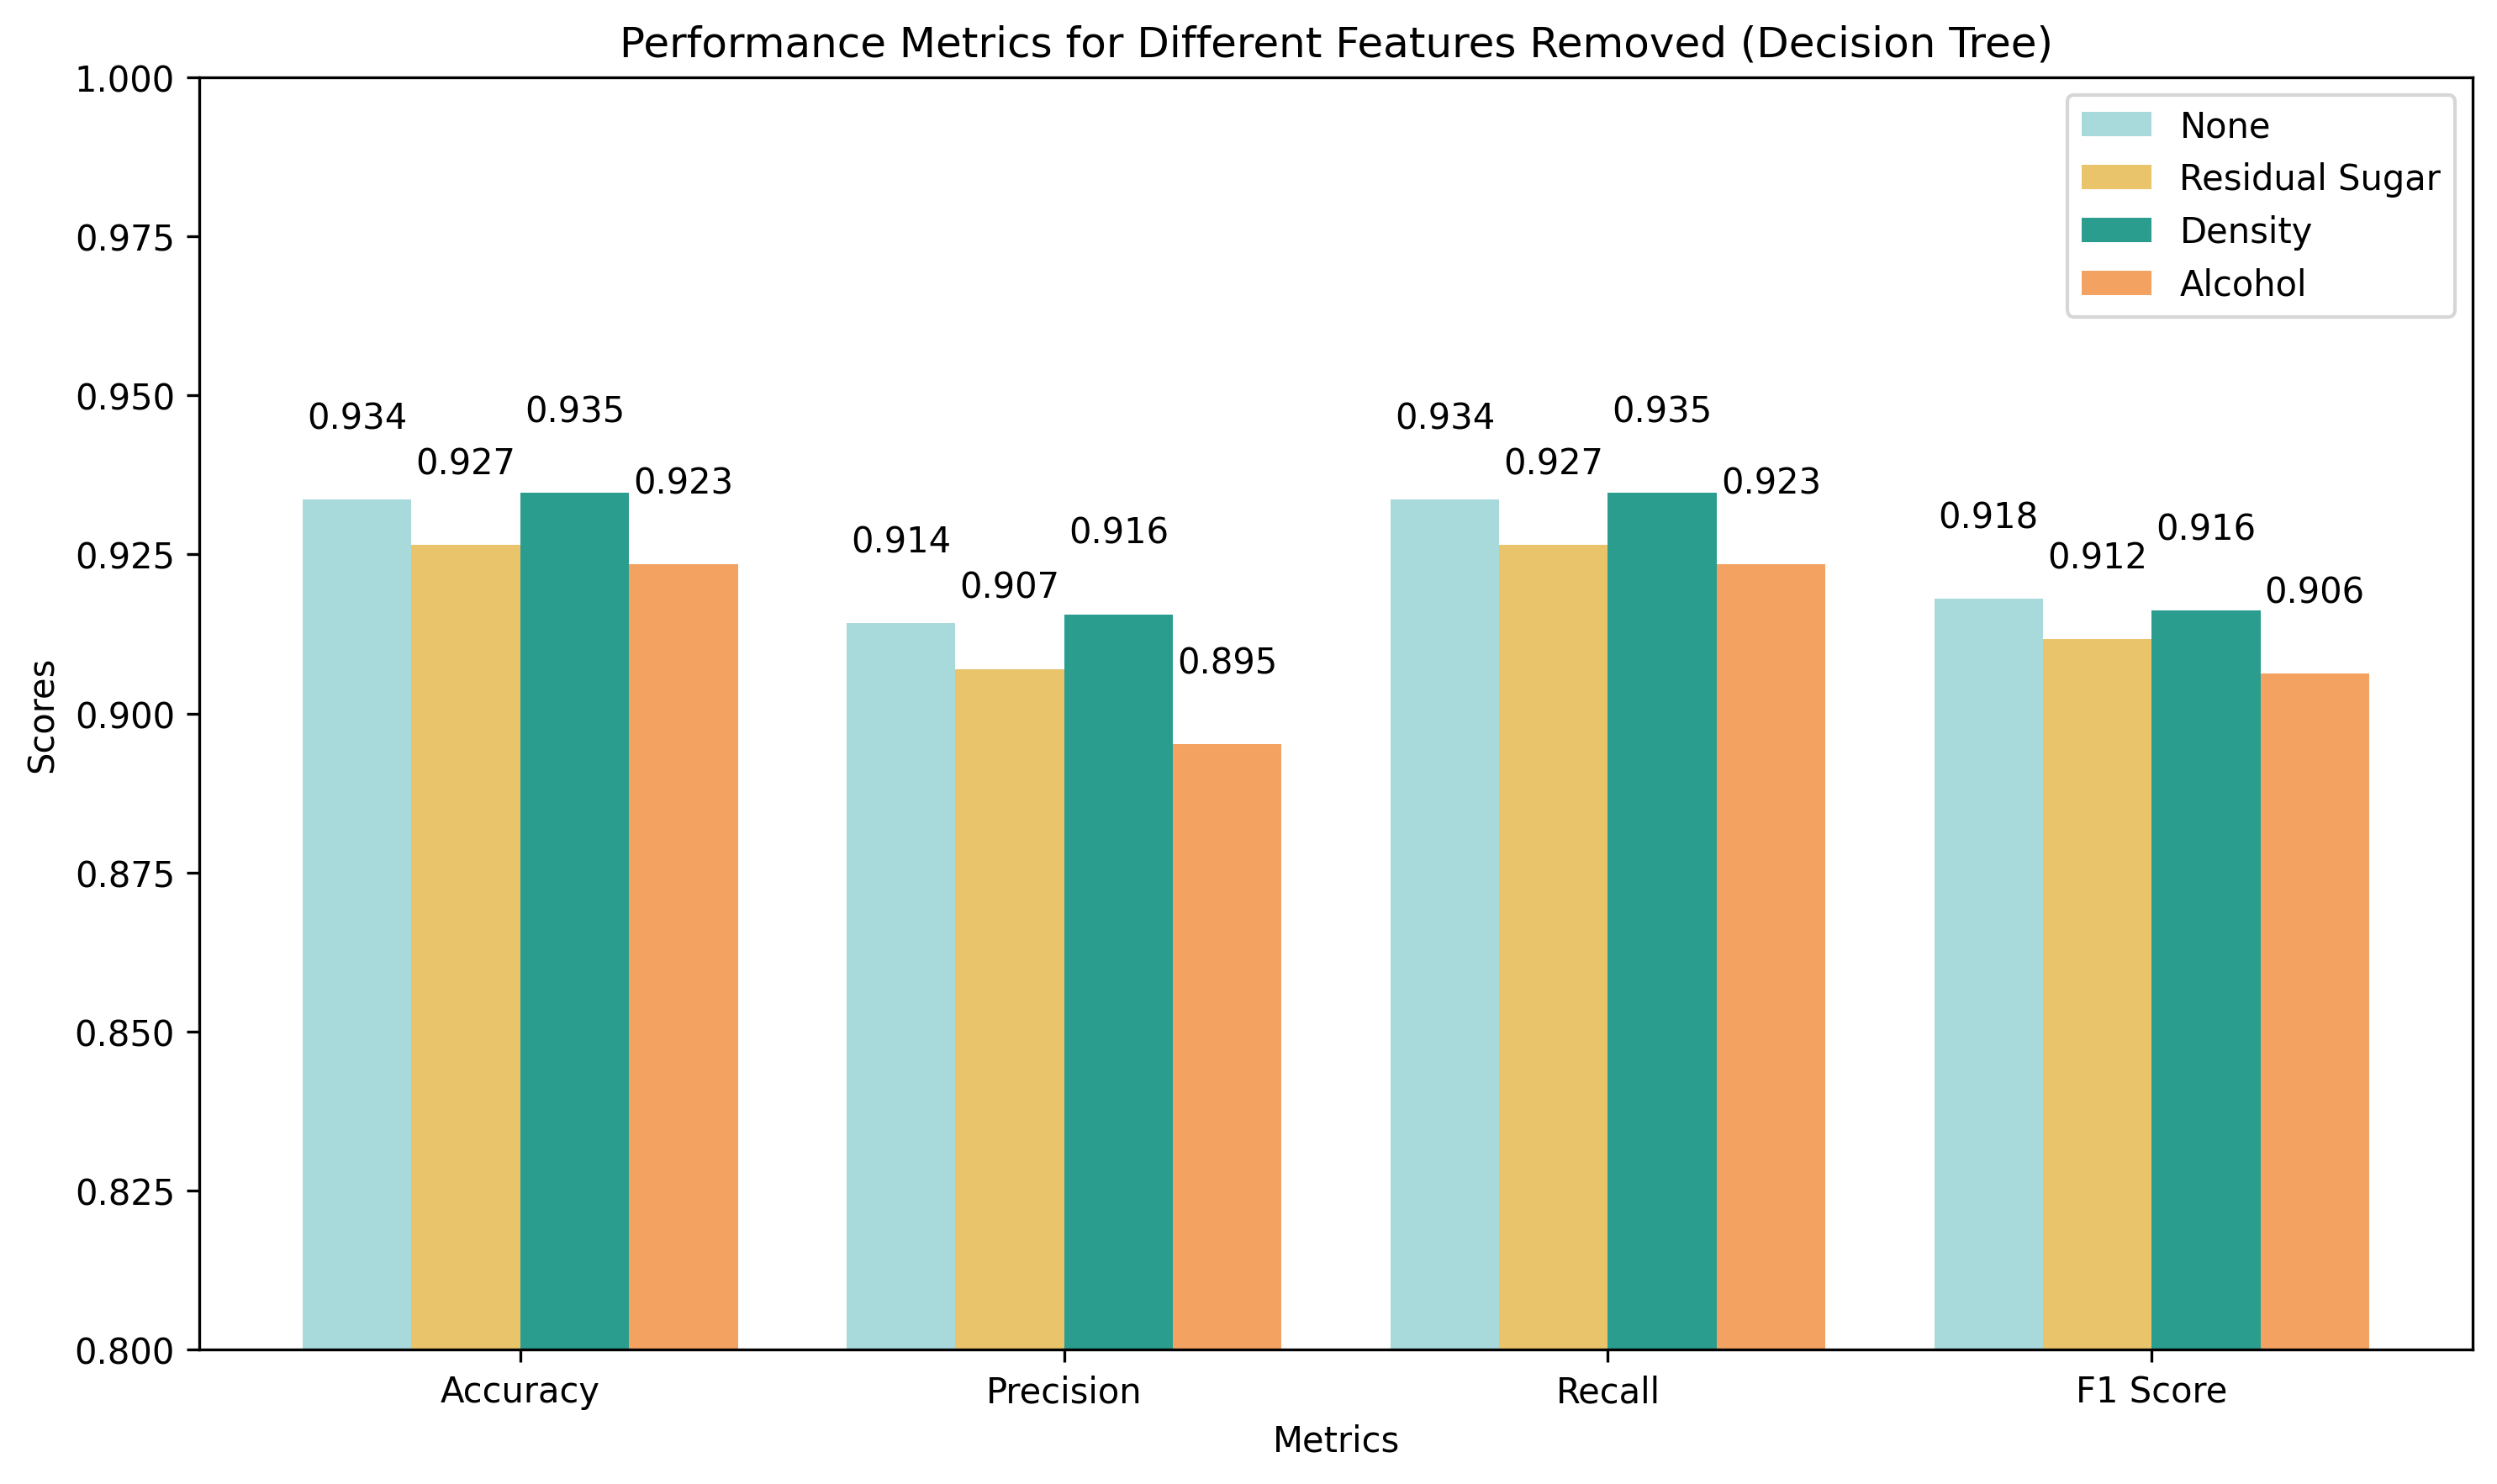 Performance Metrics for Different Features Removed (Decision Tree)
1.000
0.975
0.950
0.925
0.900
0.875
0.850
0.825
0.800
Scores
None
Residual Sugar
Density
Alcohol
0.934
0.927
0.935
0.923
0.914
0.907
0.916
0.895
0.934
0.927
0.935
0.923
0.918
0.912
0.916
0.906
Accuracy
Precision
Recall
F1 Score
Metrics